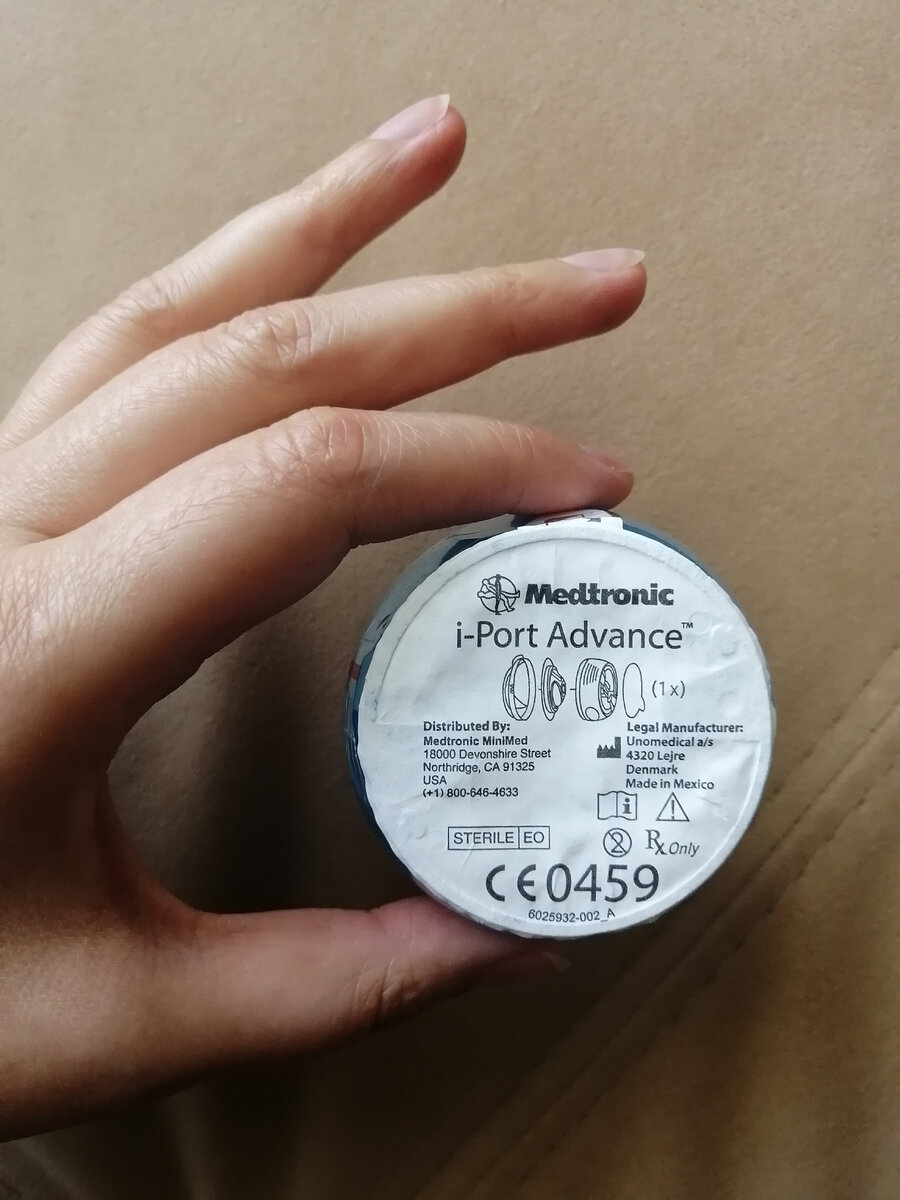 Medtronic
i-Port Advance™
(1x)
Distributed By:
Medtronic MiniMed
18000 Devonshire Street
Northridge, CA 91325
USA
(+1) 800-646-4633
Legal Manufacturer:
Unomedical a/s
4320 Lejre
Denmark
Made in Mexico
i
STERILE EO
2
Rx Only
CE0459
6025932-002_A